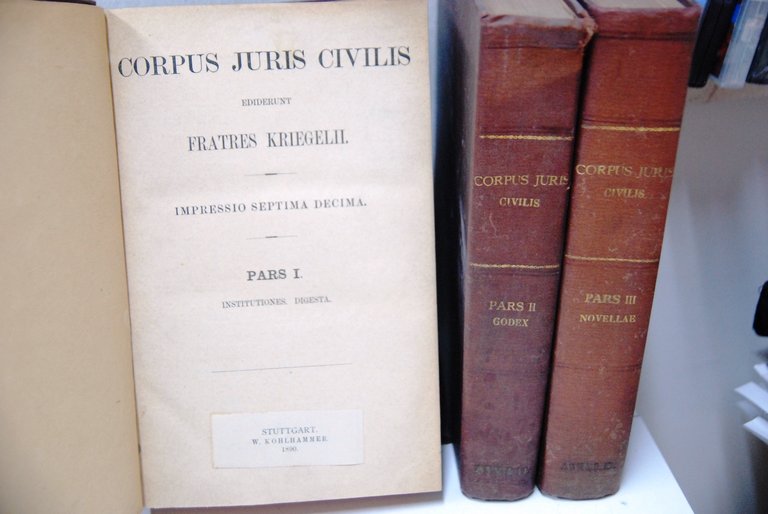 CORPUS JURIS CIVILIS
EDIDERUNT
FRATRES KRIEGELII.
IMPRESSIO SEPTIMA DECIMA.
PARS I.
INSTITUTIONES. DIGESTA.
STUTTGART.
W. KOHLHAMMER.
1890.
CORPUS JURIS
CIVILIS
PARS II
CODEX
CORPUS JURIS
CIVILIS.
PARS III
NOVELLAE